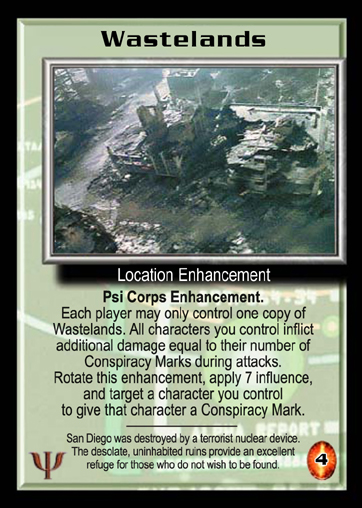 Wastelands
Location Enhancement
Psi Corps Enhancement.
Each player may only control one copy of
Wastelands. All characters you control inflict
additional damage equal to their number of
Conspiracy Marks during attacks.
Rotate this enhancement, apply 7 influence,
and target a character you control
to give that character a Conspiracy Mark.
San Diego was destroyed by a terrorist nuclear device.
The desolate, uninhabited ruins provide an excellent
refuge for those who do not wish to be found.
4